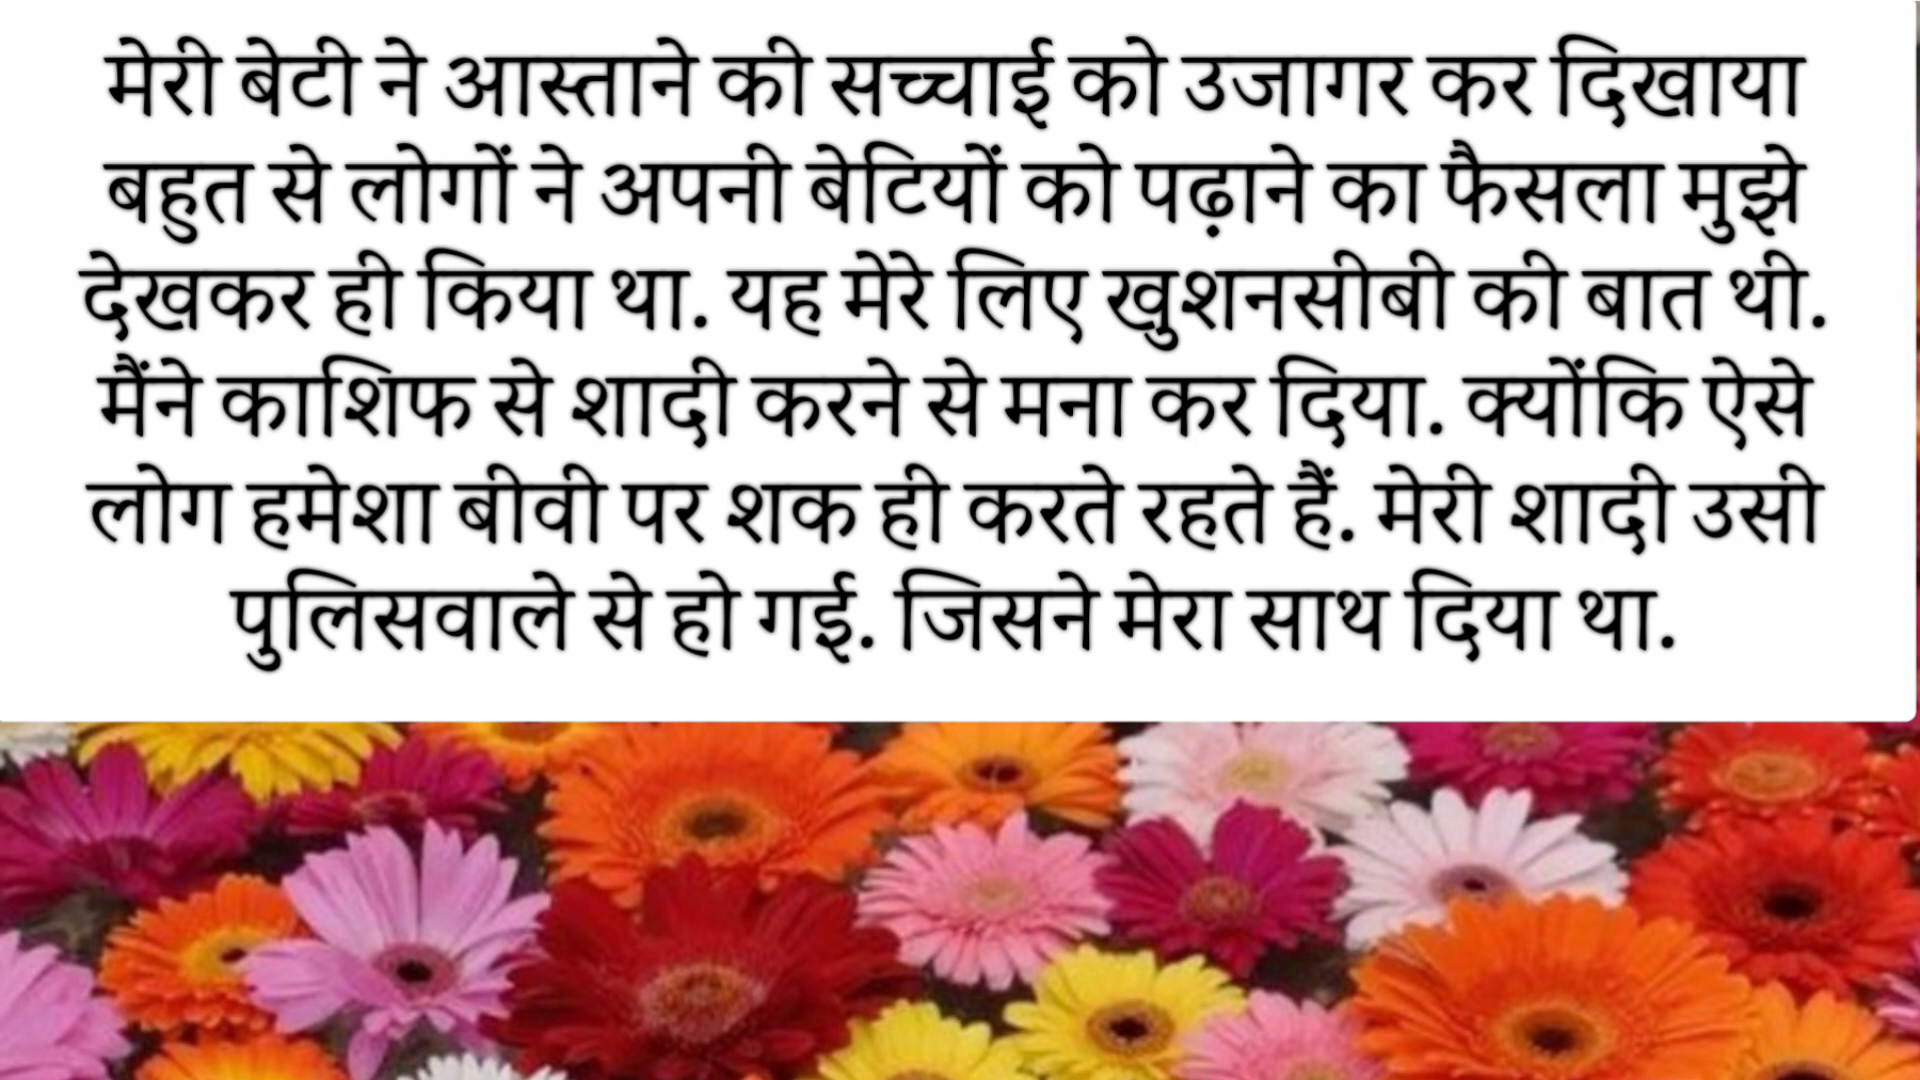 मेरी बेटी ने आस्ताने की सच्चाई को उजागर कर दिखाया
बहुत से लोगों ने अपनी बेटियों को पढ़ाने का फैसला मुझे
देखकर ही किया था. यह मेरे लिए खुशनसीबी की बात थी.
मैंने काशिफ से शादी करने से मना कर दिया. क्योंकि ऐसे
लोग हमेशा बीवी पर शक ही करते रहते हैं. मेरी शादी उसी
पुलिसवाले से हो गई. जिसने मेरा साथ दिया था.